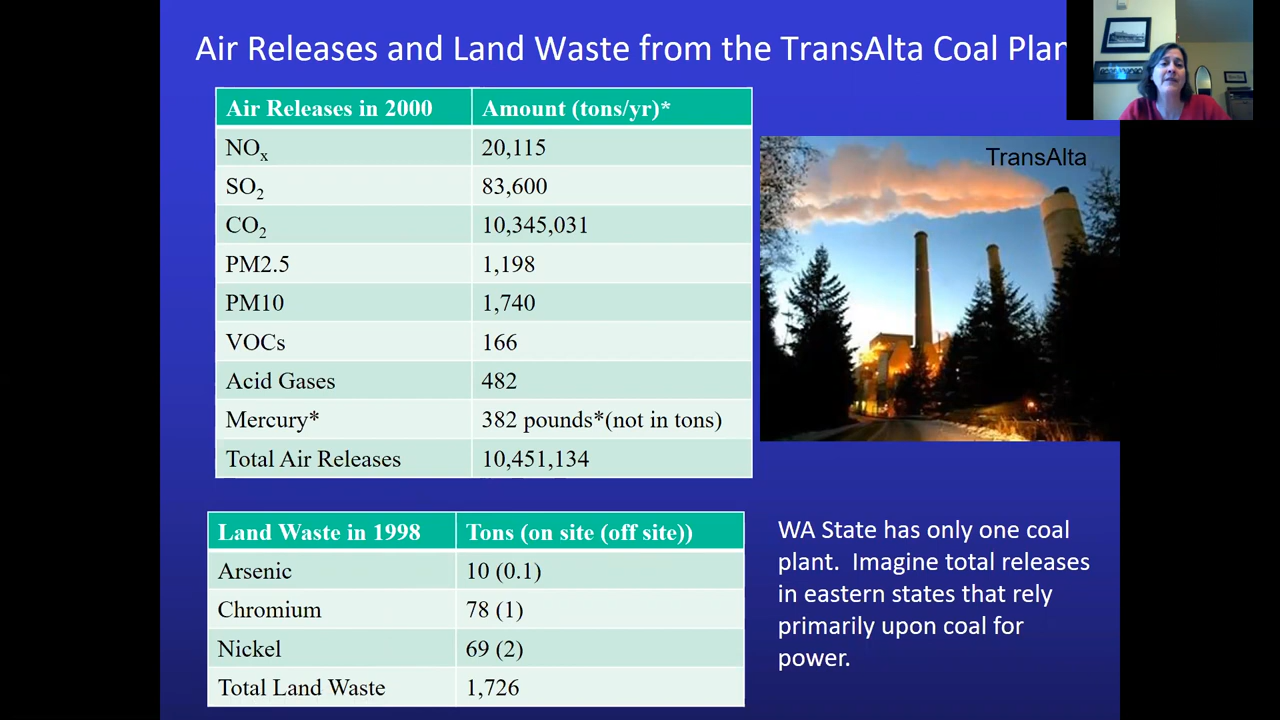 Air Releases and Land Waste from the TransAlta Coal Plan
Air Releases in 2000 Amount (tons/yr)*
NOx 20,115
SO2 83,600
CO2 10,345,031
PM2.5 1,198
PM10 1,740
VOCs 166
Acid Gases 482
Mercury* 382 pounds*(not in tons)
Total Air Releases 10,451,134
TransAlta
Land Waste in 1998 Tons (on site (off site))
Arsenic 10 (0.1)
Chromium 78 (1)
Nickel 69 (2)
Total Land Waste 1,726
WA State has only one coal
plant. Imagine total releases
in eastern states that rely
primarily upon coal for
power.